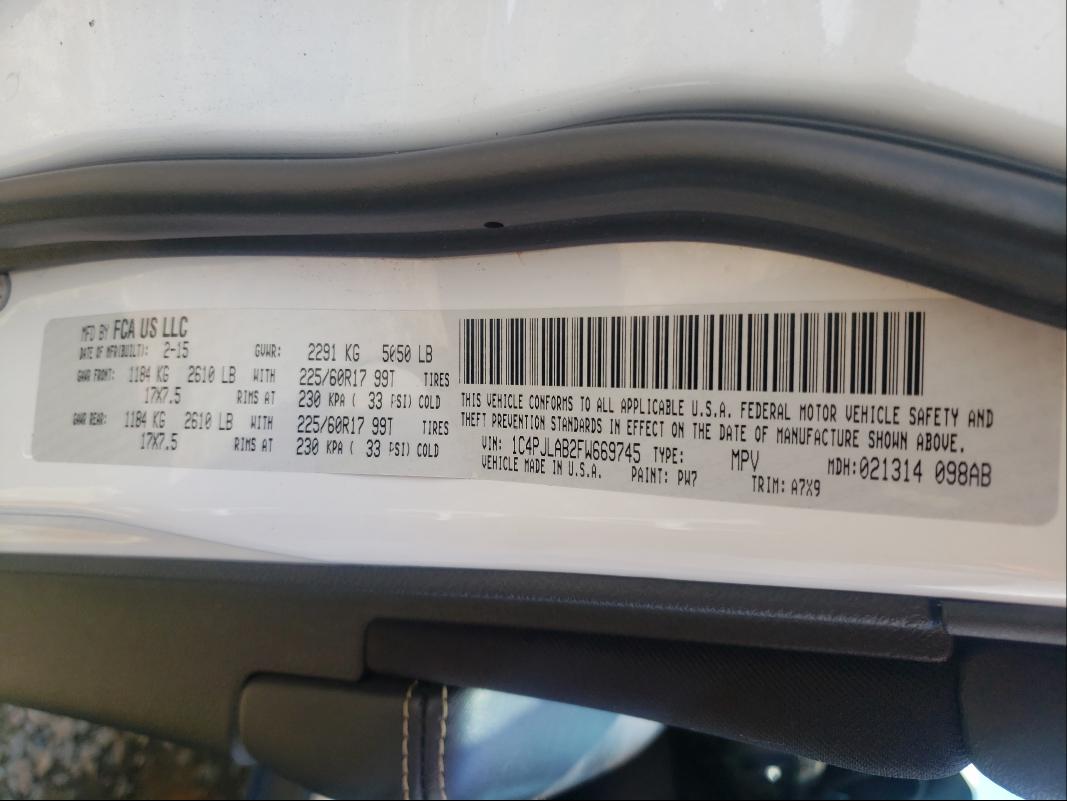 MFD BY FCA US LLC
DATE OF MFR(BUILT): 2-15 GVWR: 2291 KG 5050 LB
GAWR FRONT: 1184 KG 2610 LB WITH 225/60R17 99T TIRES
17X7.5 RIMS AT 230 KPA ( 33 PSI) COLD
GAWR REAR: 1184 KG 2610 LB WITH 225/60R17 99T TIRES
17X7.5 RIMS AT 230 KPA ( 33 PSI) COLD
THIS VEHICLE CONFORMS TO ALL APPLICABLE U.S.A. FEDERAL MOTOR VEHICLE SAFETY AND
THEFT PREVENTION STANDARDS IN EFFECT ON THE DATE OF MANUFACTURE SHOWN ABOVE.
VIN: 1C4PJLAB2FW669745 TYPE: MPV MDH:021314 098AB
VEHICLE MADE IN U.S.A. PAINT: PW7 TRIM: A7X9